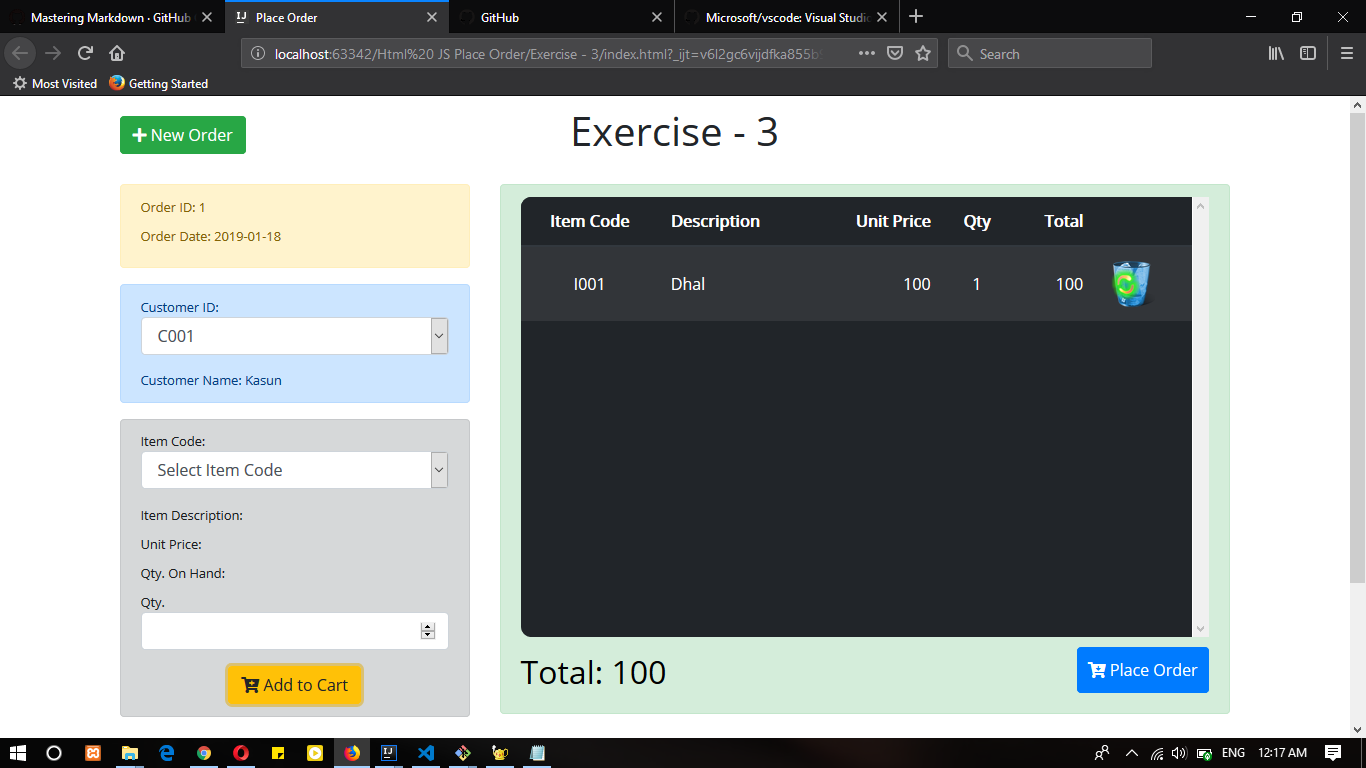 Mastering Markdown · GitHub
Place Order
GitHub
Microsoft/vscode: Visual Studio
localhost:63342/Html%20 JS Place Order/Exercise - 3/index.html?_ijt=v6l2gc6vijdfka855b
Search
Most Visited
Getting Started
New Order
Exercise - 3
Order ID: 1
Order Date: 2019-01-18
Customer ID:
C001
Customer Name: Kasun
Item Code:
Select Item Code
Item Description:
Unit Price:
Qty. On Hand:
Qty.
Add to Cart
Item Code Description Unit Price Qty Total
I001 Dhal 100 1 100
Total: 100
Place Order
ENG 12:17 AM